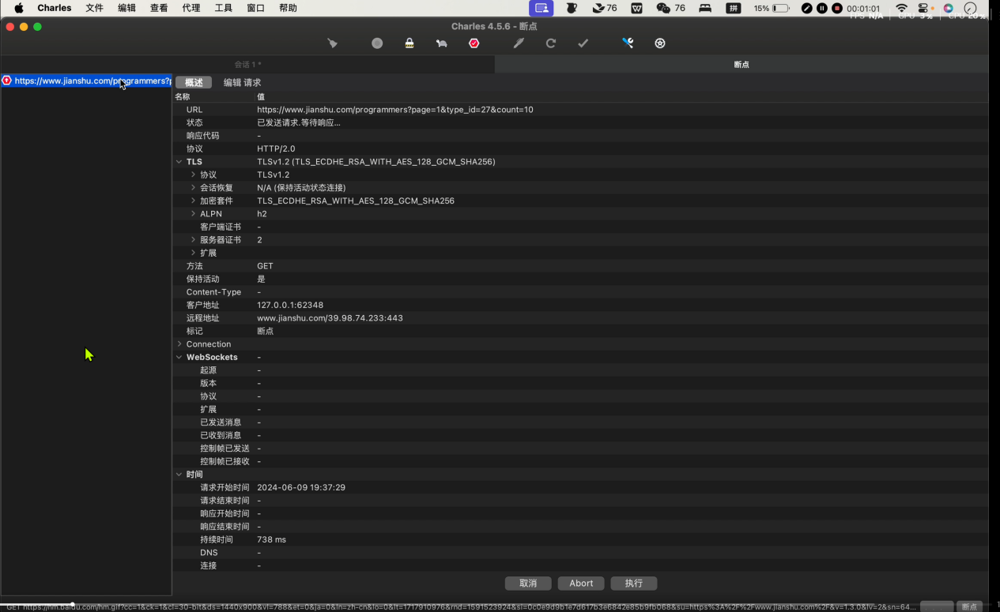 Charles 文件 编辑 查看 代理 工具 窗口 帮助 76 W 76 拼 15% 00:01:01
FPS N/A GPU 3% CPU 20%
Charles 4.5.6 - 断点
会话 1 * 断点
https://www.jianshu.com/programmers?p 概述 编辑 请求
名称 值
URL https://www.jianshu.com/programmers?page=1&type_id=27&count=10
状态 已发送请求.等待响应...
响应代码 -
协议 HTTP/2.0
TLS TLSv1.2 (TLS_ECDHE_RSA_WITH_AES_128_GCM_SHA256)
协议 TLSv1.2
会话恢复 N/A (保持活动状态连接)
加密套件 TLS_ECDHE_RSA_WITH_AES_128_GCM_SHA256
ALPN h2
客户端证书 -
服务器证书 2
扩展
方法 GET
保持活动 是
Content-Type -
客户地址 127.0.0.1:62348
远程地址 www.jianshu.com/39.98.74.233:443
标记 断点
Connection
WebSockets -
起源 -
版本 -
协议 -
扩展 -
已发送消息 -
已收到消息 -
控制帧已发送 -
控制帧已接收 -
时间
请求开始时间 2024-06-09 19:37:29
请求结束时间 -
响应开始时间 -
响应结束时间 -
持续时间 738 ms
DNS -
连接 -
取消 Abort 执行
GET https://hm.baidu.com/hm.gif?cc=1&ck=1&cl=30-bit&ds=1440x900&vl=788&et=0&ja=0&ln=zh-cn&lo=0&lt=1717910976&rnd=1591523924&si=0c0e9d9b1e7d617b3e6842e85b9fb068&su=https%3A%2F%2Fwww.jianshu.com%2F&v=1.3.0&lv=2&sn=64... 断点